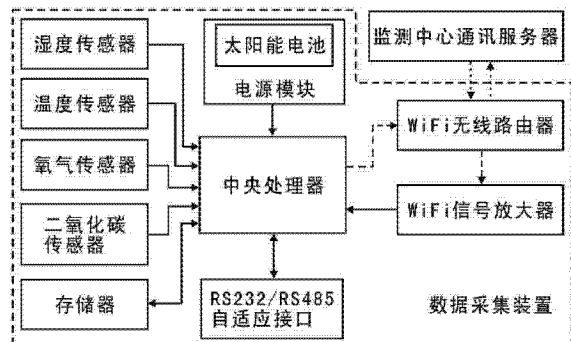 湿度传感器
温度传感器
氧气传感器
二氧化碳
传感器
存储器
太阳能电池
电源模块
中央处理器
RS232/RS485
自适应接口
监测中心通讯服务器
WiFi无线路由器
WiFi信号放大器
数据采集装置